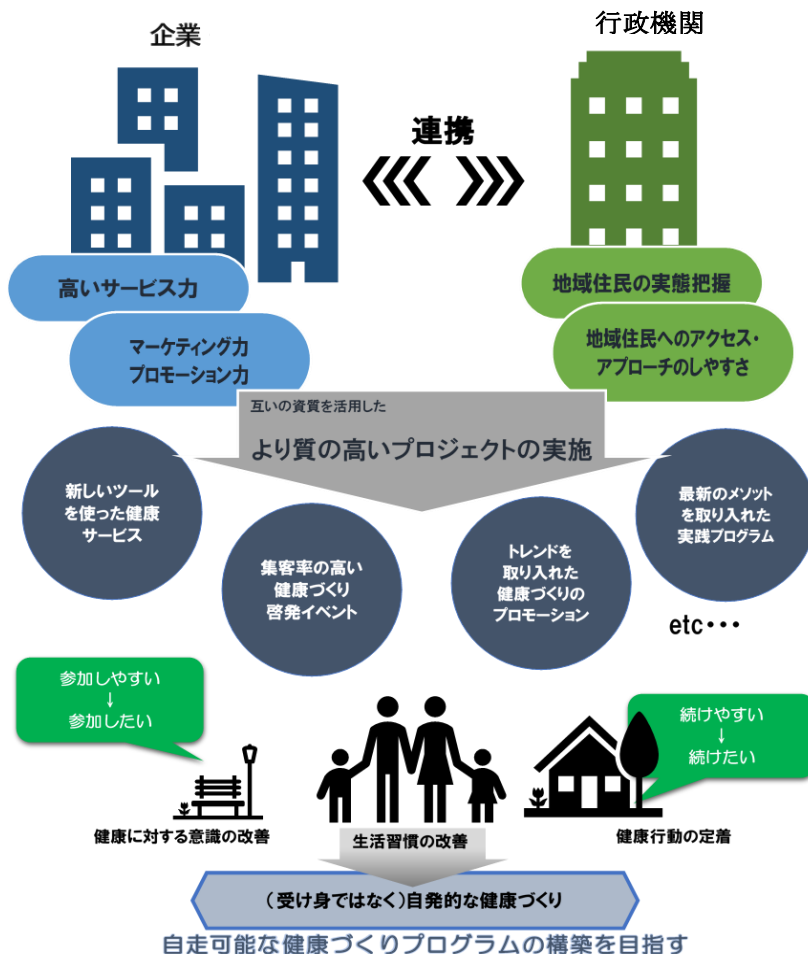 企業
行政機関
連携
高いサービス力
マーケティング力
プロモーション力
地域住民の実態把握
地域住民へのアクセス・
アプローチのしやすさ
互いの資質を活用した
より質の高いプロジェクトの実施
新しいツール
を使った健康
サービス
集客率の高い
健康づくり
啓発イベント
トレンドを
取り入れた
健康づくりの
プロモーション
最新のメソット
を取り入れた
実践プログラム
etc・・・
参加しやすい
↓
参加したい
続けやすい
↓
続けたい
健康に対する意識の改善
生活習慣の改善
健康行動の定着
（受け身ではなく）自発的な健康づくり
自走可能な健康づくりプログラムの構築を目指す